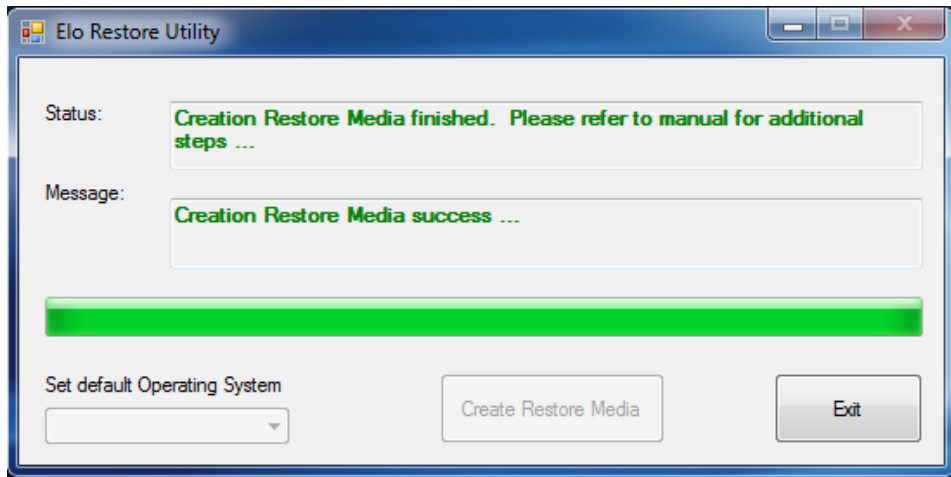 Elo Restore Utility
Status:
Creation Restore Media finished.  Please refer to manual for additional
steps ...
Message:
Creation Restore Media success ...
Set default Operating System
Create Restore Media
Exit